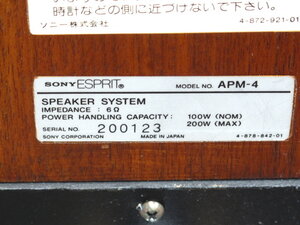 時計などの側に近づけないで下さい。
ソニー株式会社 4-872-921-01
SONY ESPRIT® MODEL NO. APM-4
SPEAKER SYSTEM
IMPEDANCE : 6Ω
POWER HANDLING CAPACITY: 100W (NOM)
200W (MAX)
SERIAL NO. 200123
SONY CORPORATION MADE IN JAPAN 4-878-842-01